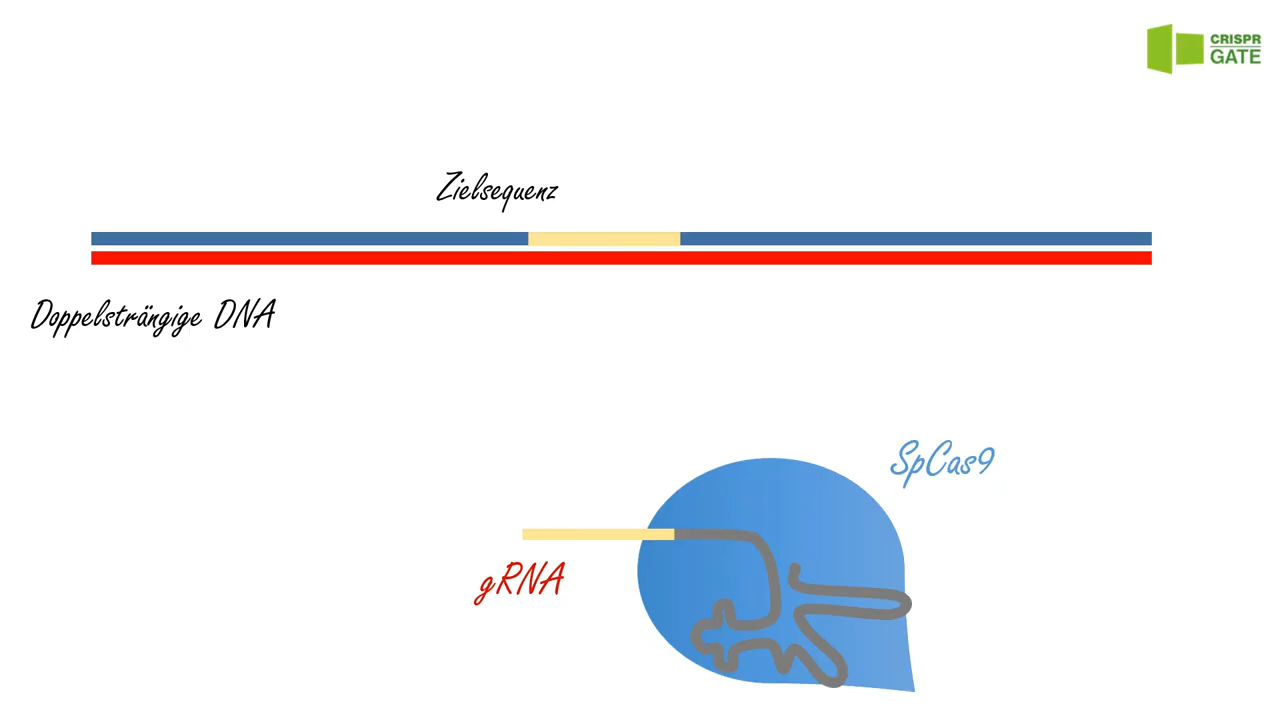 CRISPR
GATE
Zielsequenz
Doppelsträngige DNA
SpCas9
gRNA